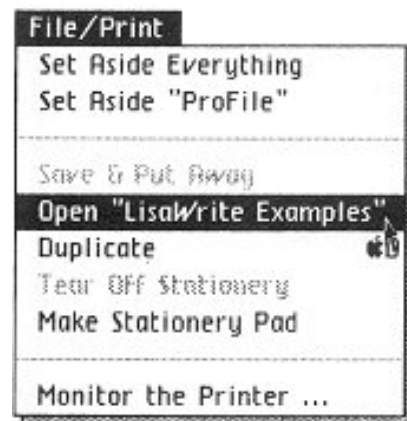 File/Print
Set Aside Everything
Set Aside "ProFile"
Save & Put Away
Open "LisaWrite Examples"
Duplicate D
Tear Off Stationery
Make Stationery Pad
Monitor the Printer ...